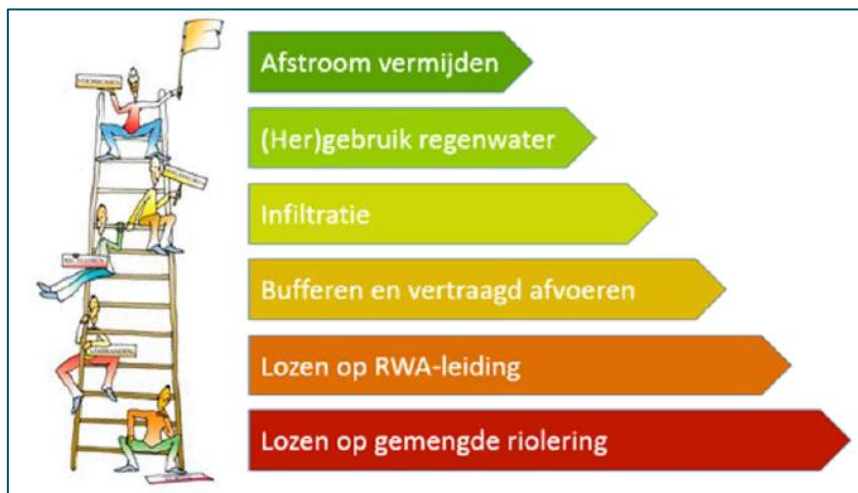 Afstroom vermijden
(Her)gebruik regenwater
Infiltratie
Bufferen en vertraagd afvoeren
Lozen op RWA-leiding
Lozen op gemengde riolering